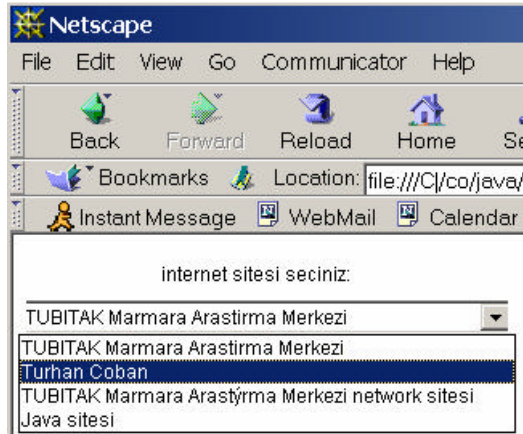 Netscape
File Edit View Go Communicator Help
Back Forward Reload Home
Bookmarks Location: file:///C|/co/java/
Instant Message WebMail Calendar
internet sitesi seciniz:
TUBITAK Marmara Arastirma Merkezi
TUBITAK Marmara Arastirma Merkezi
Turhan Coban
TUBITAK Marmara Arastýrma Merkezi network sitesi
Java sitesi